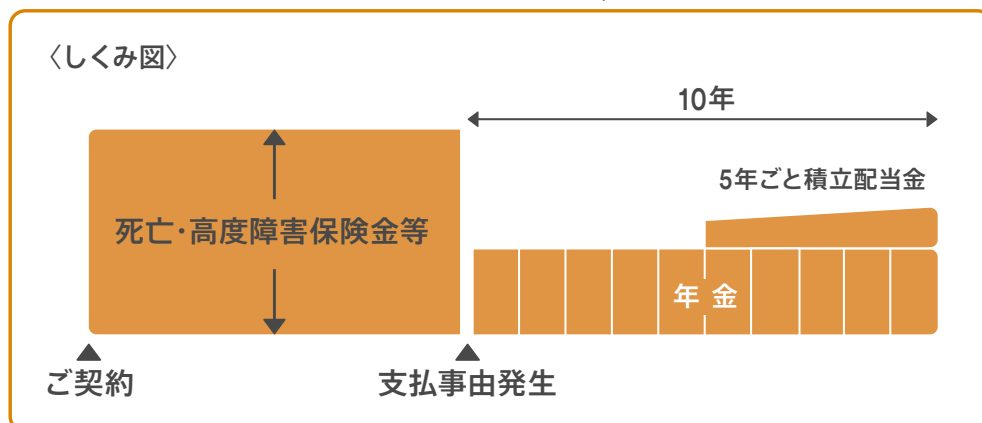 〈しくみ図〉
10年
5年ごと積立配当金
死亡・高度障害保険金等
年金
ご契約
支払事由発生